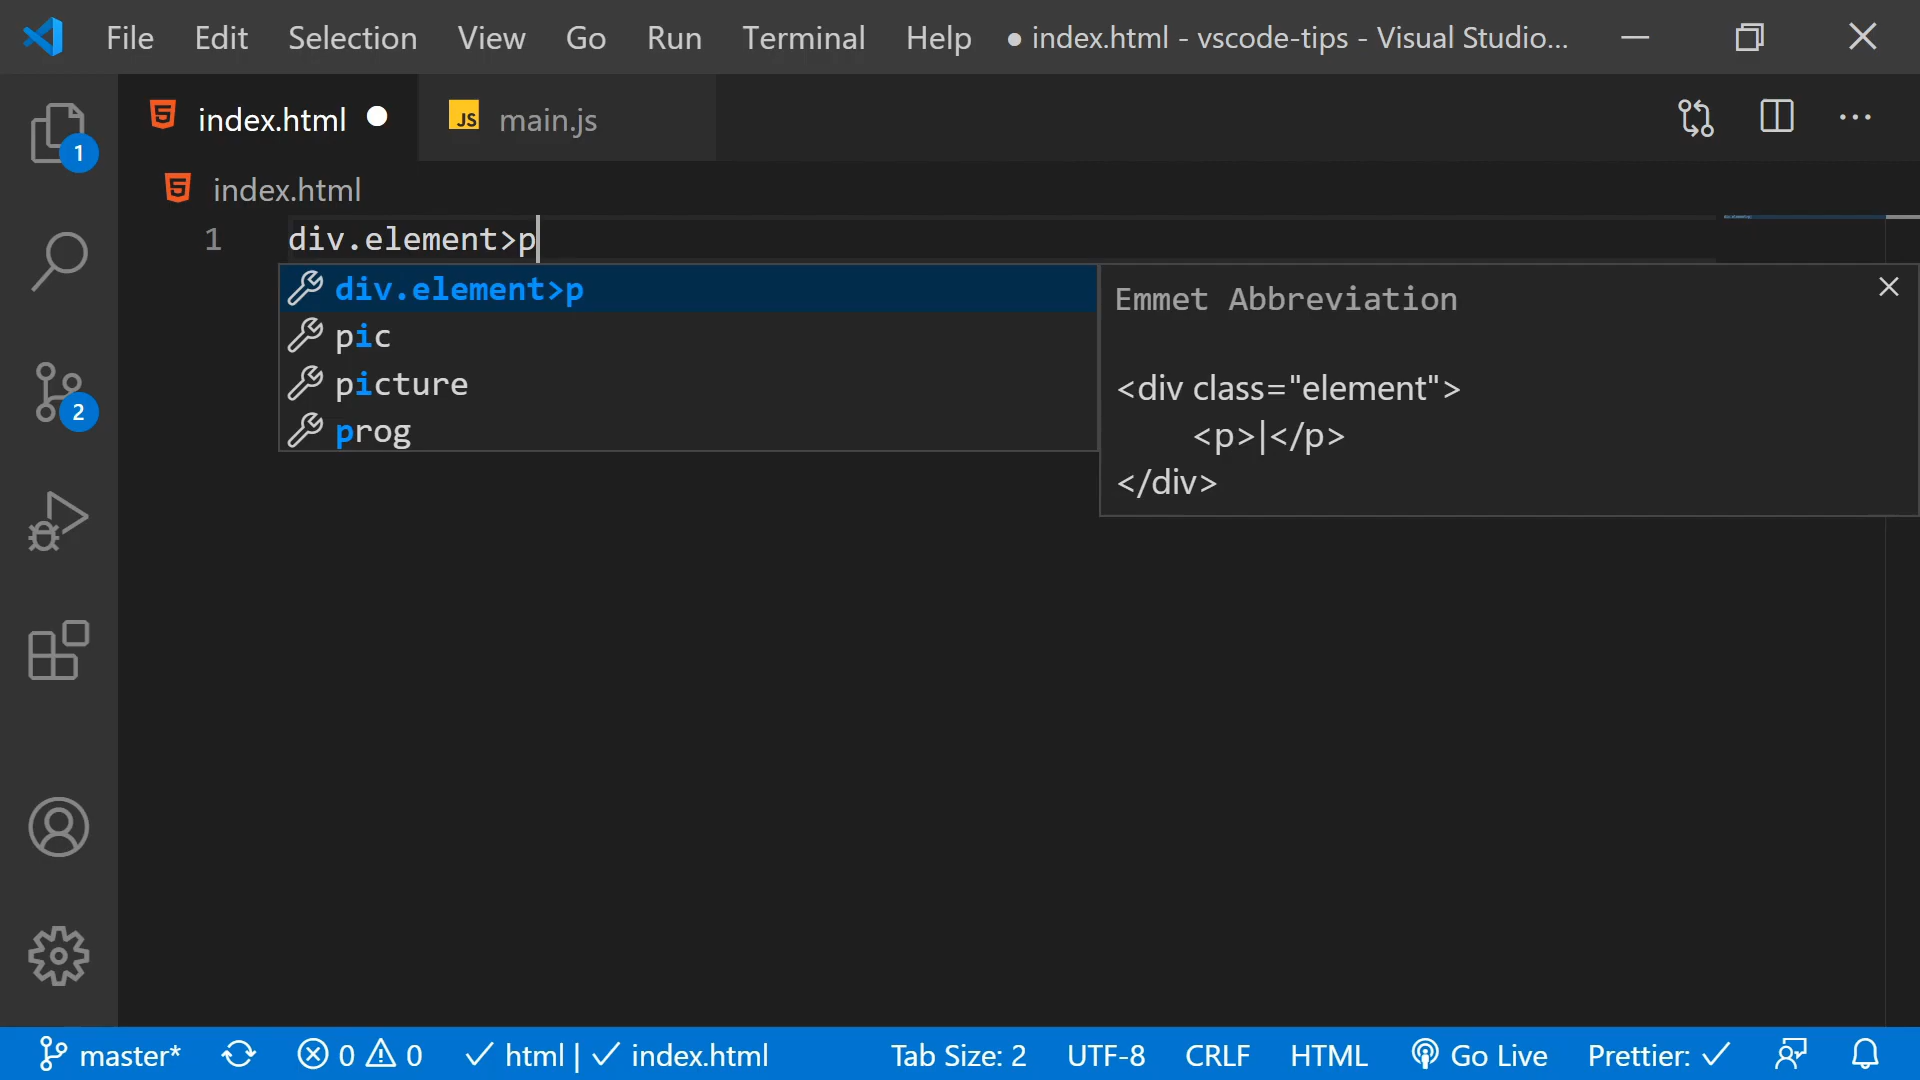 File Edit Selection View Go Run Terminal Help ● index.html - vscode-tips - Visual Studio...
index.html ● JS main.js ...
1
index.html
1 div.element>p
div.element>p
pic
picture
prog
Emmet Abbreviation
<div class="element">
<p>|</p>
</div>
2
master* 0 0 html | index.html Tab Size: 2 UTF-8 CRLF HTML Go Live Prettier: ✓